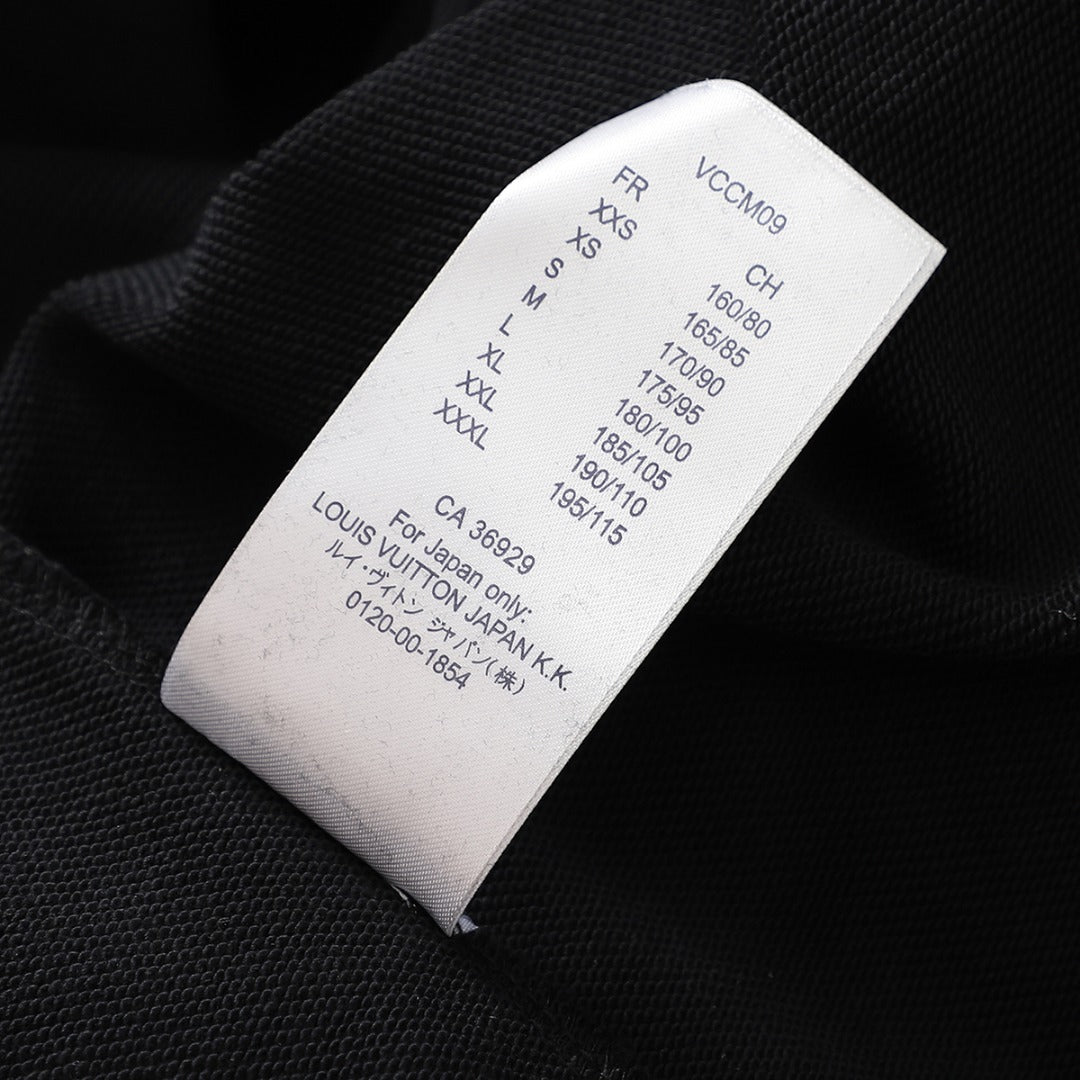 VCCM09
FR CH
XXS 160/80
XS 165/85
S 170/90
M 175/95
L 180/100
XL 185/105
XXL 190/110
XXXL 195/115
CA 36929
For Japan only:
LOUIS VUITTON JAPAN K.K.
ルイ・ヴィトン ジャパン(株)
0120-00-1854